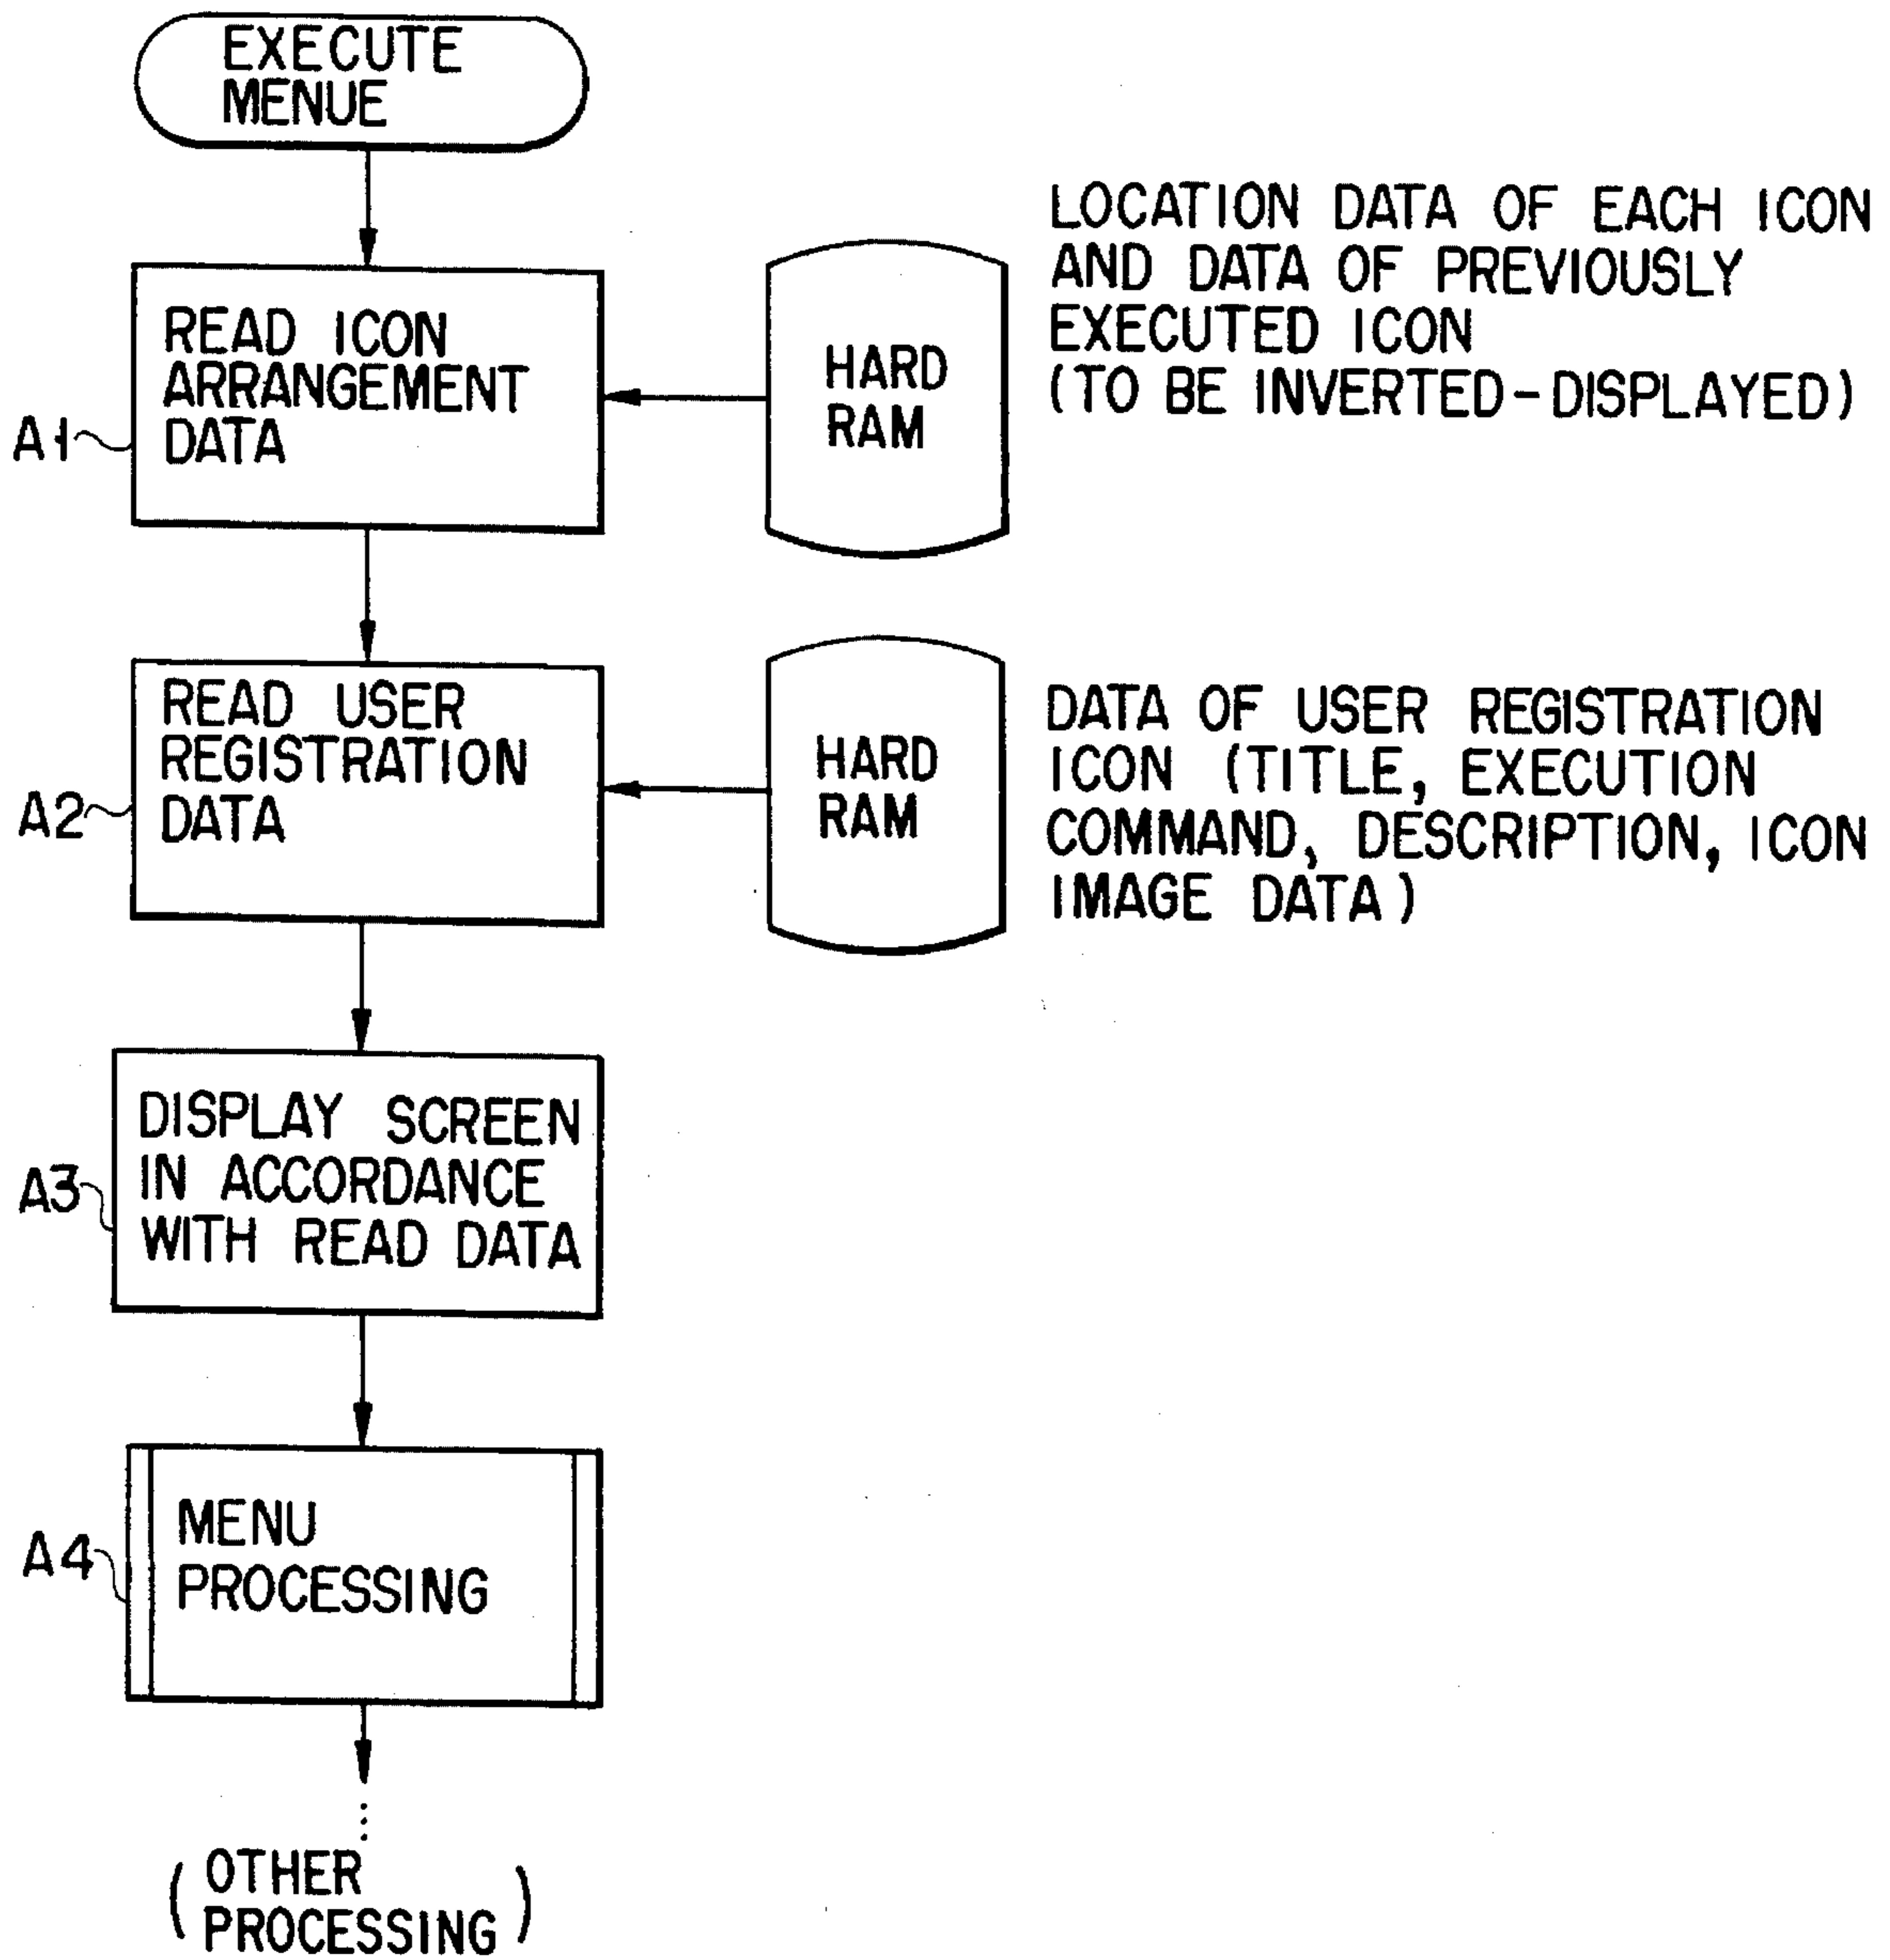 EXECUTE
MENUE
LOCATION DATA OF EACH ICON
AND DATA OF PREVIOUSLY
EXECUTED ICON
(TO BE INVERTED-DISPLAYED)
READ ICON
ARRANGEMENT
DATA
HARD
RAM
A1
READ USER
REGISTRATION
DATA
HARD
RAM
DATA OF USER REGISTRATION
ICON (TITLE, EXECUTION
COMMAND, DESCRIPTION, ICON
IMAGE DATA)
A2
DISPLAY SCREEN
IN ACCORDANCE
WITH READ DATA
A3
MENU
PROCESSING
A4
(OTHER
PROCESSING)